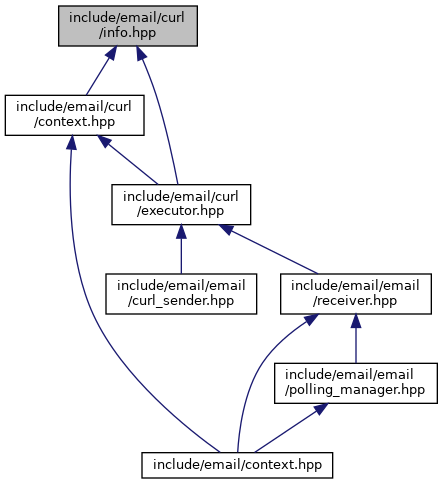 include/email/curl
/info.hpp
include/email/curl
/context.hpp
include/email/curl
/executor.hpp
include/email/email
/curl_sender.hpp
include/email/email
/receiver.hpp
include/email/email
/polling_manager.hpp
include/email/context.hpp